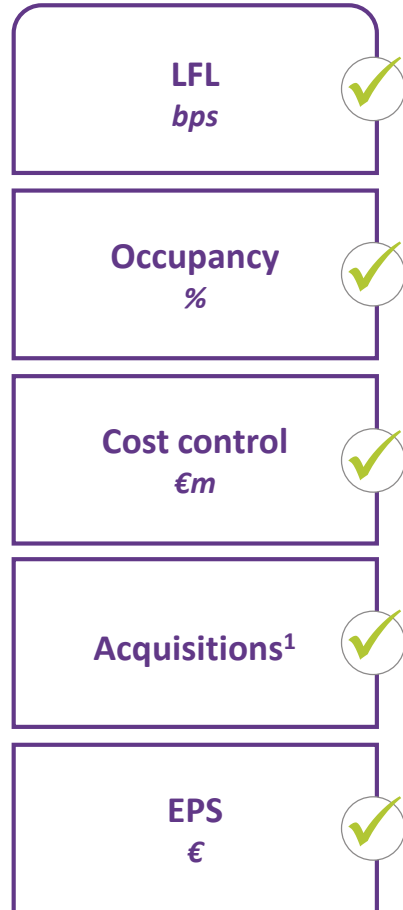 LFL
bps
Occupancy
%
Cost control
€m
Acquisitions¹
EPS
€